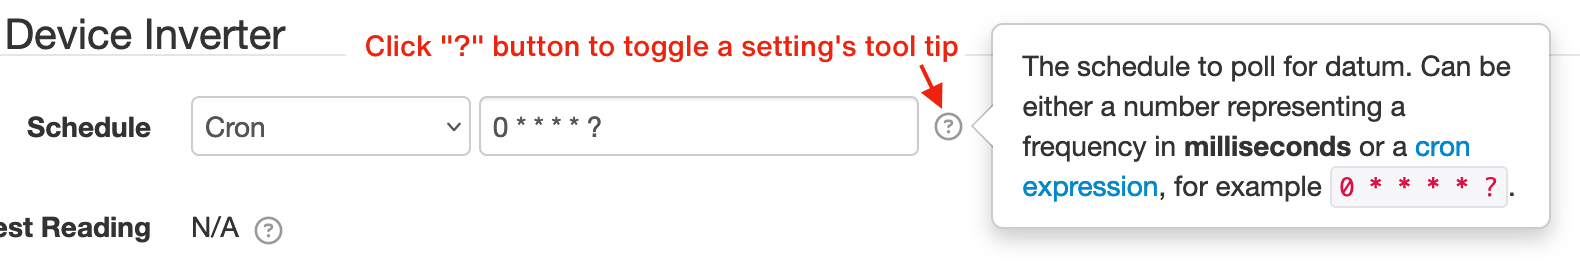 Device Inverter
Click "?" button to toggle a setting's tool tip
Schedule
Cron
0 * * * * ?
?
The schedule to poll for datum. Can be
either a number representing a
frequency in milliseconds or a cron
expression, for example 0 * * * * ?.
est Reading
N/A
?